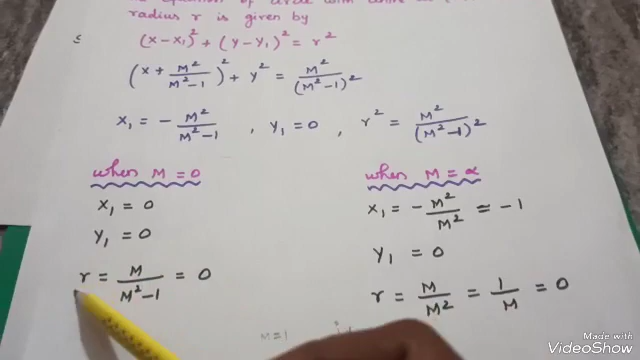 radius r is given by
(x-x₁)² + (y-y₁)² = r²
(x + M²/(M²-1))² + y² = M²/(M²-1)²
x₁ = - M²/(M²-1) , y₁ = 0 , r² = M²/(M²-1)²
when M = 0
x₁ = 0
y₁ = 0
r = M/(M²-1) = 0
when M = α
x₁ = - M²/M² = -1
y₁ = 0
r = M/M² = 1/M = 0
M=1
Made with
VideoShow